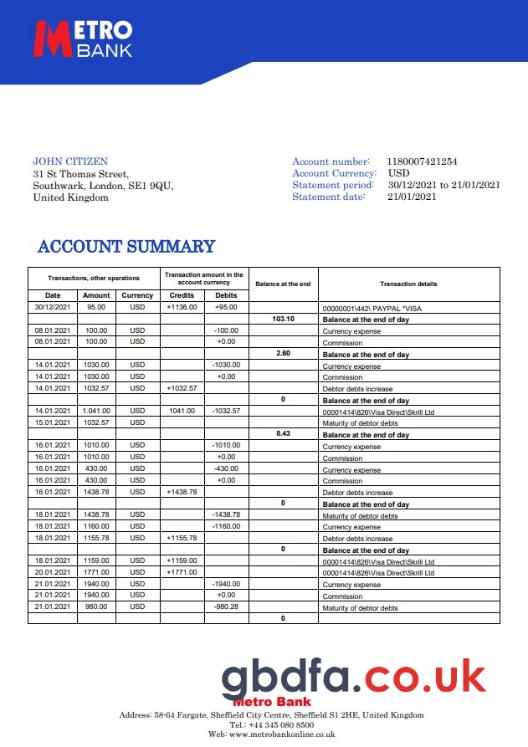 METRO
BANK
JOHN CITIZEN
31 St Thomas Street,
Southwark, London, SE1 9QU,
United Kingdom
Account number: 1180007421254
Account Currency: USD
Statement period: 30/12/2021 to 21/01/2021
Statement date: 21/01/2021
ACCOUNT SUMMARY
Transactions, other operations Transaction amount in the account currency Balance at the end Transaction details
Date Amount Currency Credits Debits
30/12/2021 95.00 USD +1136.00 +95.00 00000001\442\ PAYPAL *VISA
103.10 Balance at the end of day
08.01.2021 100.00 USD -100.00 Currency expense
08.01.2021 100.00 USD +0.00 Commission
2.60 Balance at the end of day
14.01.2021 1030.00 USD -1030.00 Currency expense
14.01.2021 1030.00 USD +0.00 Commission
14.01.2021 1032.57 USD +1032.57 Debtor debts increase
0 Balance at the end of day
14.01.2021 1.041.00 USD 1041.00 -1032.57 00001414\826\Visa Direct\Skrill Ltd
15.01.2021 1032.57 USD Maturity of debtor debts
8.43 Balance at the end of day
16.01.2021 1010.00 USD -1010.00 Currency expense
16.01.2021 1010.00 USD +0.00 Commission
16.01.2021 430.00 USD -430.00 Currency expense
16.01.2021 430.00 USD +0.00 Commission
16.01.2021 1438.78 USD +1438.78 Debtor debts increase
0 Balance at the end of day
18.01.2021 1438.78 USD -1438.78 Maturity of debtor debts
18.01.2021 1160.00 USD -1160.00 Currency expense
18.01.2021 1155.78 USD +1155.78 Debtor debts increase
0 Balance at the end of day
18.01.2021 1159.00 USD +1159.00 00001414\826\Visa Direct\Skrill Ltd
20.01.2021 1771.00 USD +1771.00 00001414\826\Visa Direct\Skrill Ltd
21.01.2021 1940.00 USD -1940.00 Currency expense
21.01.2021 1940.00 USD +0.00 Commission
21.01.2021 980.00 USD -980.28 Maturity of debtor debts
0
gbdfa.co.uk
Metro Bank
Address: 58-64 Fargate, Sheffield City Centre, Sheffield S1 2HE, United Kingdom
Tel.: +44 345 080 8500
Web: www.metrobankonline.co.uk